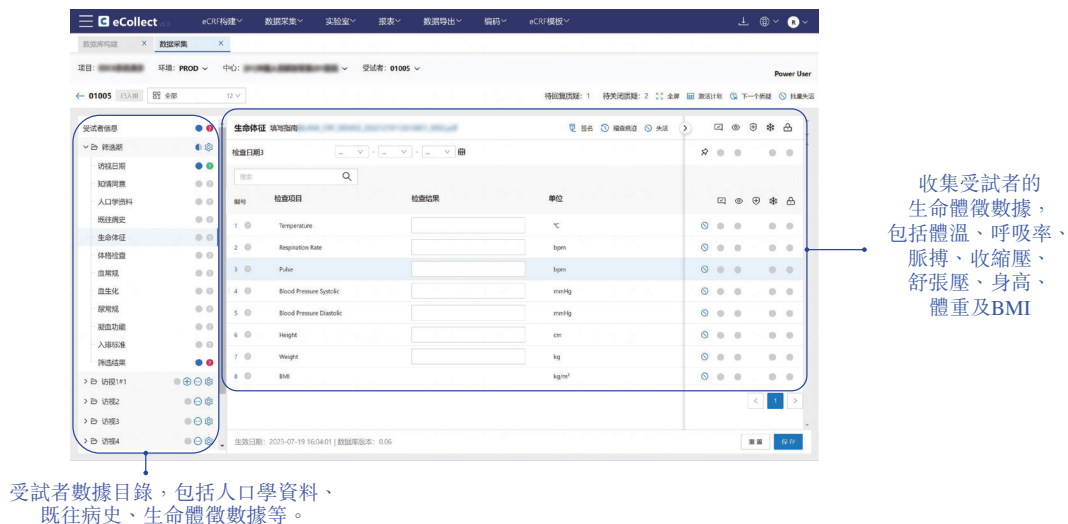 eCollect eCRF构建 数据采集 实验室 报表 数据导出 编码 eCRF模板 R
数据库构建 × 数据采集 ×
项目: 环境: PROD 中心: 受试者: 01005
Power User
← 01005 已入组 全部 12 待回复质疑: 1 待关闭质疑: 2 全屏 激活计划 下一个质疑 批量失活
受试者信息
生命体征 填写指南 签名 稽查痕迹 失活
筛选期
检查日期3
访视日期
知情同意
搜索
人口学资料
编号 检查项目 检查结果 单位
既往病史
1 Temperature ℃
生命体征
2 Respiration Rate bpm
体格检查
3 Pulse bpm
血常规
血生化
4 Blood Pressure Systolic mmHg
尿常规
5 Blood Pressure Diastolic mmHg
凝血功能
6 Height cm
入排标准
7 Weight kg
筛选结果
8 BMI kg/m²
访视1#1
访视2
< 1 >
访视3
访视4
生效日期: 2023-07-19 16:04:01 | 数据库版本: 0.06
重置 保存
收集受試者的
生命體徵數據，
包括體溫、呼吸率、
脈搏、收縮壓、
舒張壓、身高、
體重及BMI
受試者數據目錄，包括人口學資料、
既往病史、生命體徵數據等。